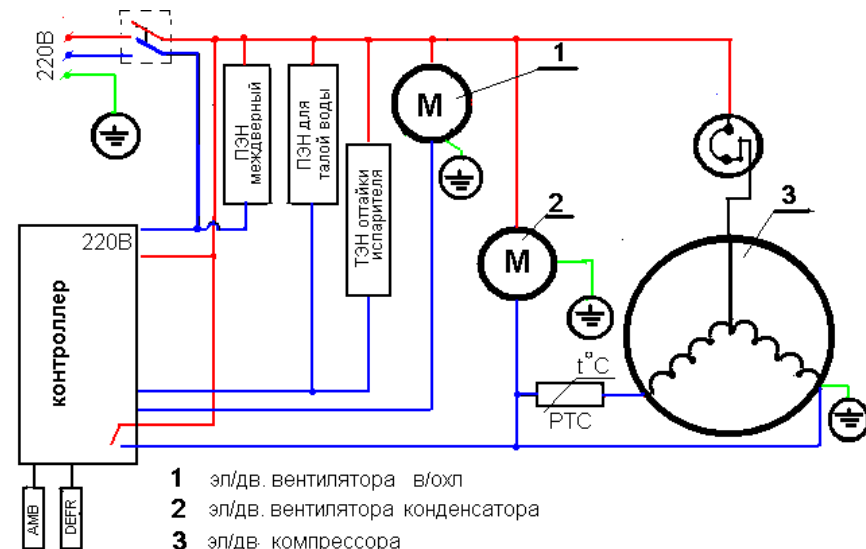 220В
ПЭН
междверный
ПЭН для
талой воды
ТЭН оттайки
испарителя
М
1
М
2
3
220В
контроллер
t°C
РТС
AMB
DEFR
1 эл/дв. вентилятора в/охл
2 эл/дв. вентилятора конденсатора
3 эл/дв. компрессора